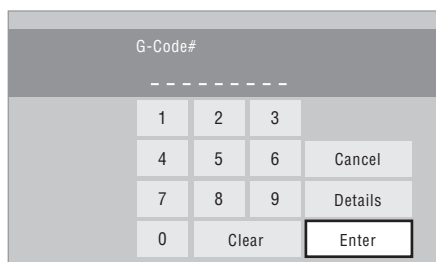 G-Code#
_ _ _ _ _ _ _ _ _
1 2 3
4 5 6 Cancel
7 8 9 Details
0 Clear Enter